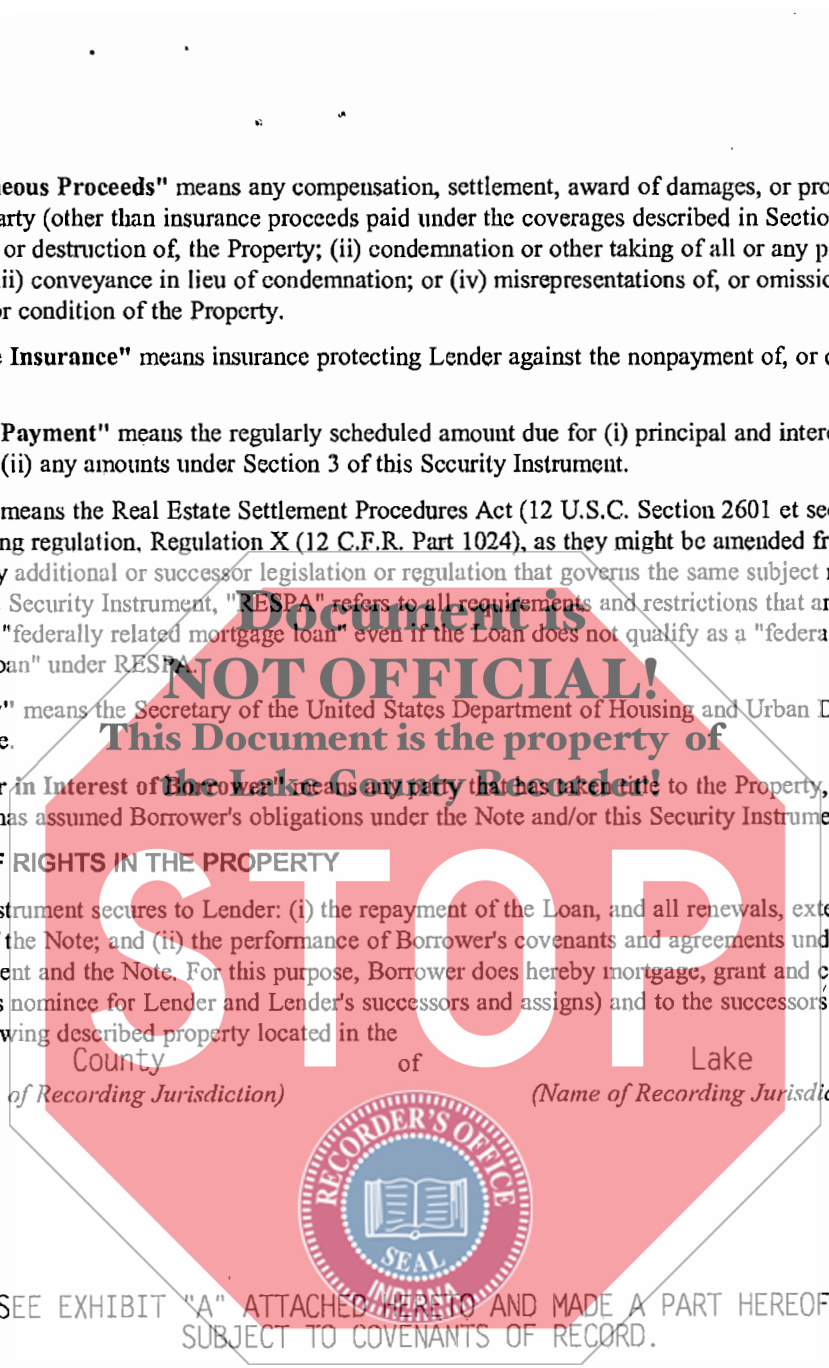 eous Proceeds" means any compensation, settlement, award of damages, or pro
arty (other than insurance proceeds paid under the coverages described in Sectio
or destruction of, the Property; (ii) condemnation or other taking of all or any p
ii) conveyance in lieu of condemnation; or (iv) misrepresentations of, or omissio
r condition of the Property.
e Insurance" means insurance protecting Lender against the nonpayment of, or
Payment" means the regularly scheduled amount due for (i) principal and intere
(ii) any amounts under Section 3 of this Security Instrument.
means the Real Estate Settlement Procedures Act (12 U.S.C. Section 2601 et se
ng regulation, Regulation X (12 C.F.R. Part 1024), as they might be amended fr
y additional or successor legislation or regulation that governs the same subject
Security Instrument, "RESPA" refers to all requirements and restrictions that a
Document is
"federally related mortgage loan" even if the Loan does not qualify as a "federa
oan" under RESPA.
NOT OFFICIAL!
" means the Secretary of the United States Department of Housing and Urban D
e.
This Document is the property of
r in Interest of Borrower" means any party that has taken title to the Property,
the Lake County Recorder!
has assumed Borrower's obligations under the Note and/or this Security Instrume
F RIGHTS IN THE PROPERTY
STOP
strument secures to Lender: (i) the repayment of the Loan, and all renewals, exte
the Note; and (ii) the performance of Borrower's covenants and agreements und
ent and the Note. For this purpose, Borrower does hereby mortgage, grant and c
s nominee for Lender and Lender's successors and assigns) and to the successors
wing described property located in the
County of Lake
of Recording Jurisdiction) (Name of Recording Jurisdic
RECORDER'S OFFICE
SEAL
INDIANA
SEE EXHIBIT "A" ATTACHED HERETO AND MADE A PART HEREOF
SUBJECT TO COVENANTS OF RECORD.